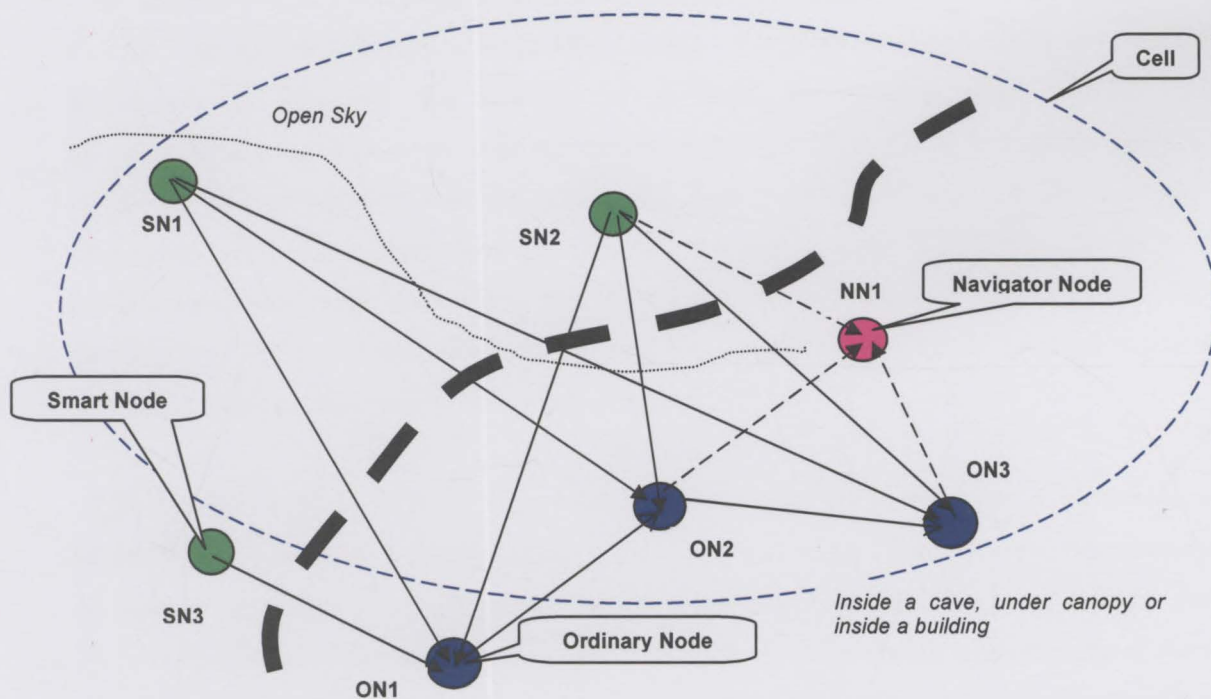 Cell
Open Sky
SN1
SN2
NN1
Navigator Node
Smart Node
ON3
ON2
SN3
Inside a cave, under canopy or
inside a building
Ordinary Node
ON1